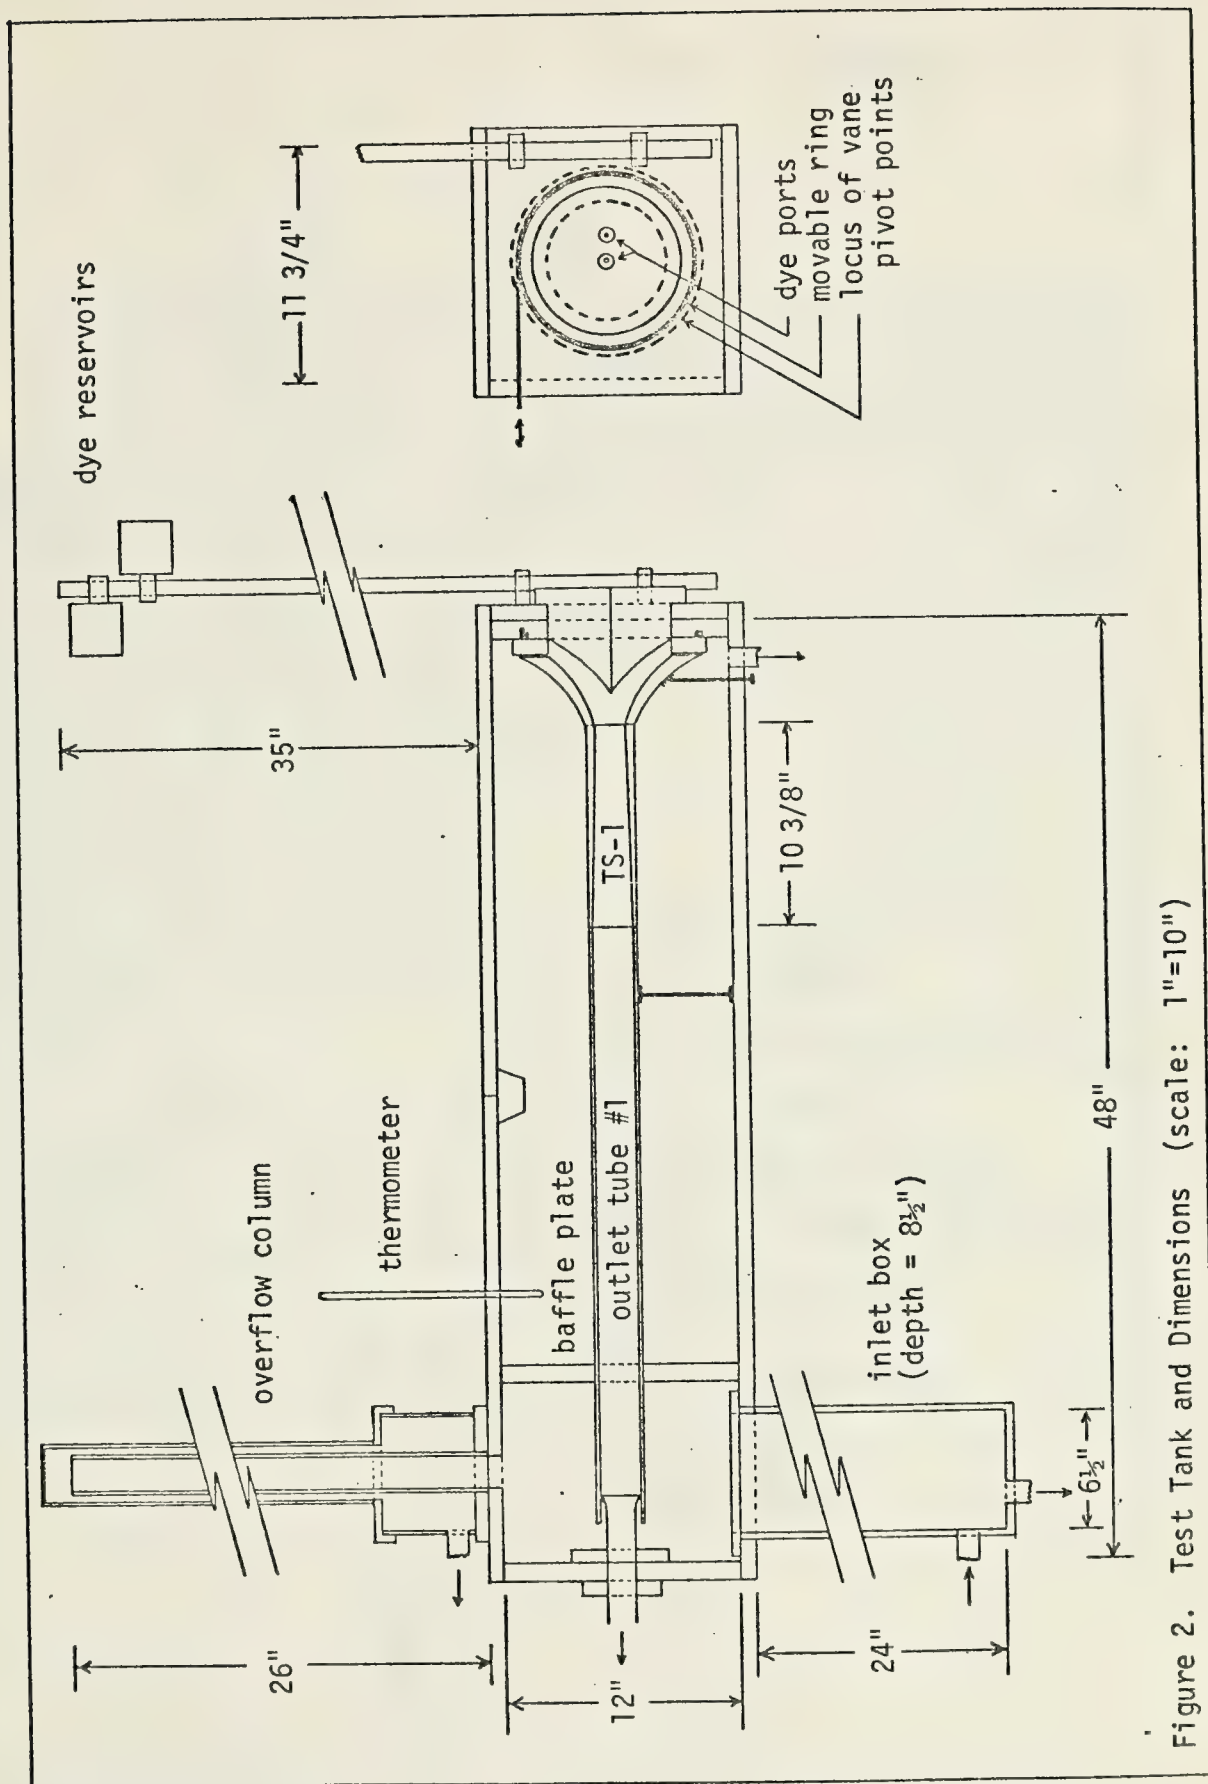 dye reservoirs
11 3/4"
dye ports
movable ring
locus of vane
pivot points
35"
overflow column
thermometer
baffle plate
TS-1
outlet tube #1
10 3/8"
26"
12"
24"
inlet box
(depth = 8½")
6½"
48"
Figure 2. Test Tank and Dimensions (scale: 1"=10")